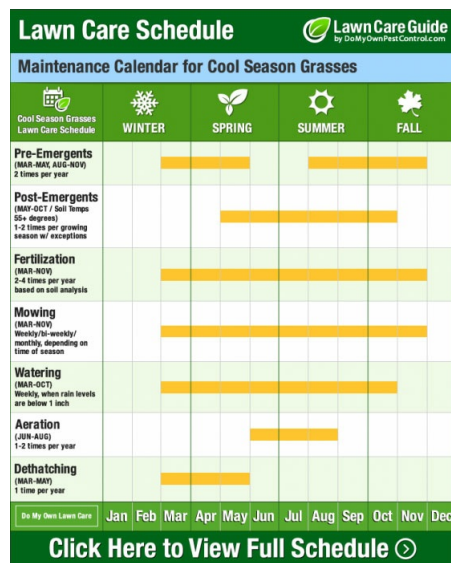 Lawn Care Schedule
Lawn Care Guide
by DoMyOwnPestControl.com
Maintenance Calendar for Cool Season Grasses
Cool Season Grasses
Lawn Care Schedule
WINTER
SPRING
SUMMER
FALL
Pre-Emergents
(MAR-MAY, AUG-NOV)
2 times per year
Post-Emergents
(MAY-OCT / Soil Temps
55+ degrees)
1-2 times per growing
season w/ exceptions
Fertilization
(MAR-NOV)
2-4 times per year
based on soil analysis
Mowing
(MAR-NOV)
Weekly/bi-weekly/
monthly, depending on
time of season
Watering
(MAR-OCT)
Weekly, when rain levels
are below 1 inch
Aeration
(JUN-AUG)
1-2 times per year
Dethatching
(MAR-MAY)
1 time per year
Do My Own Lawn Care
Jan Feb Mar Apr May Jun Jul Aug Sep Oct Nov Dec
Click Here to View Full Schedule